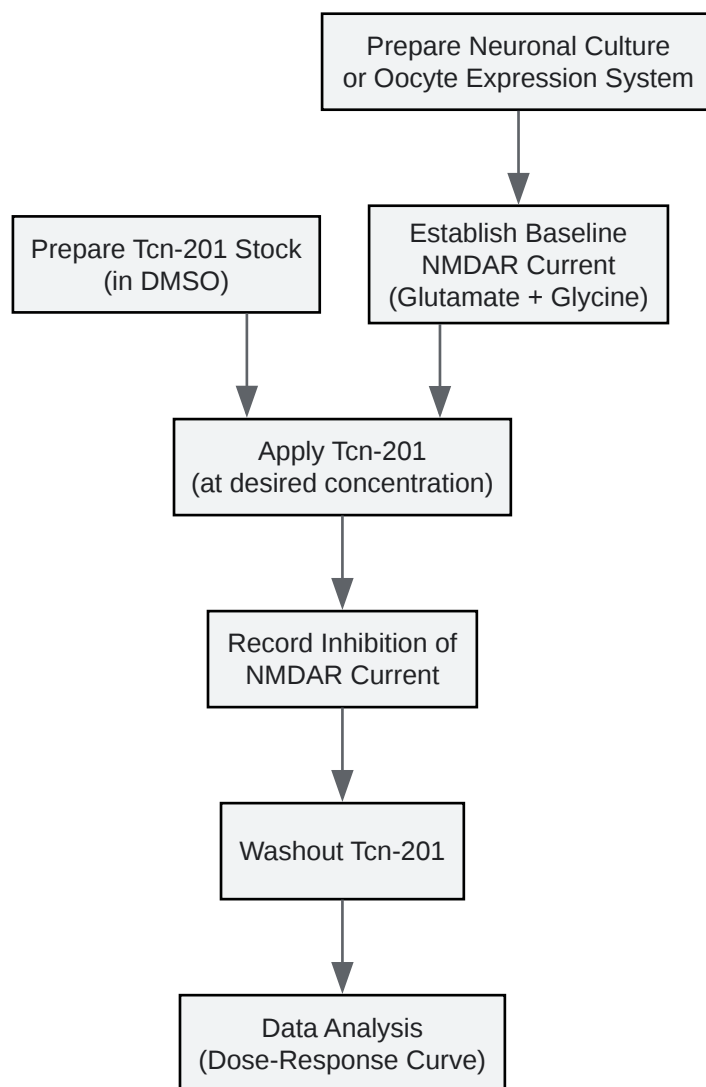 Prepare Neuronal Culture
or Oocyte Expression System
Prepare Tcn-201 Stock
(in DMSO)
Establish Baseline
NMDAR Current
(Glutamate + Glycine)
Apply Tcn-201
(at desired concentration)
Record Inhibition of
NMDAR Current
Washout Tcn-201
Data Analysis
(Dose-Response Curve)